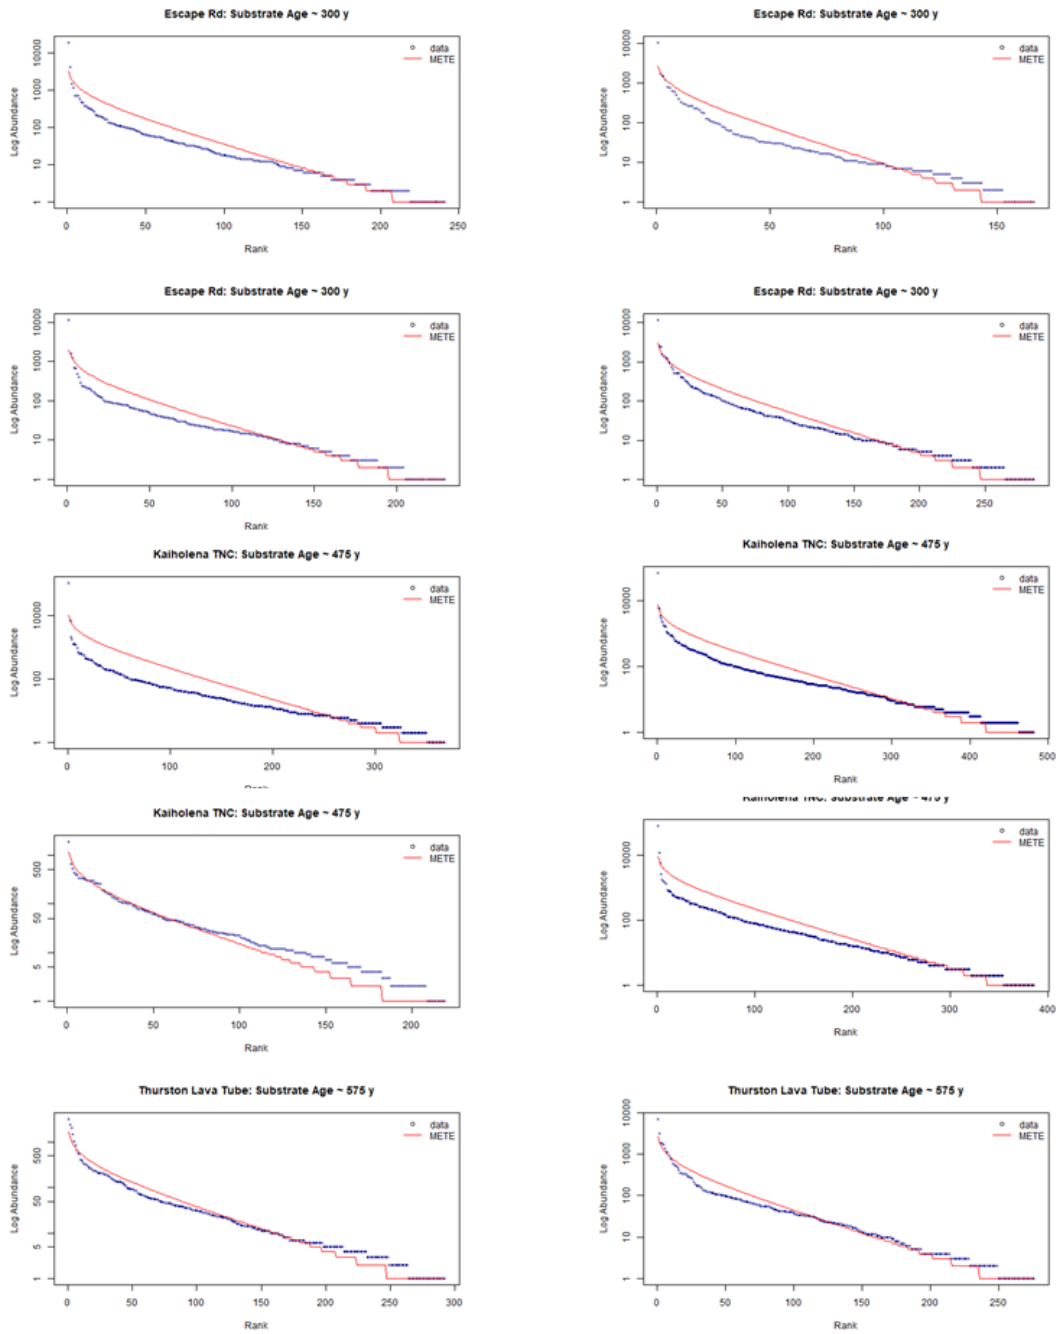 Escape Rd: Substrate Age ~ 300 y
Log Abundance
10000
1000
100
10
1
data
METE
0 50 100 150 200 250
Rank
Escape Rd: Substrate Age ~ 300 y
Log Abundance
10000
1000
100
10
1
data
METE
0 50 100 150
Rank
Escape Rd: Substrate Age ~ 300 y
Log Abundance
10000
1000
100
10
1
data
METE
0 50 100 150 200
Rank
Escape Rd: Substrate Age ~ 300 y
Log Abundance
10000
1000
100
10
1
data
METE
0 50 100 150 200 250
Rank
Kaiholena TNC: Substrate Age ~ 475 y
Log Abundance
10000
100
1
data
METE
0 100 200 300
Rank
Kaiholena TNC: Substrate Age ~ 475 y
Log Abundance
10000
100
1
data
METE
0 100 200 300 400 500
Rank
Kaiholena TNC: Substrate Age ~ 475 y
Log Abundance
500
50
5
1
data
METE
0 50 100 150 200
Rank
Kaiholena TNC: Substrate Age ~ 475 y
Log Abundance
10000
100
1
data
METE
0 100 200 300 400
Rank
Thurston Lava Tube: Substrate Age ~ 575 y
Log Abundance
500
50
5
1
data
METE
0 50 100 150 200 250 300
Rank
Thurston Lava Tube: Substrate Age ~ 575 y
Log Abundance
10000
1000
100
10
1
data
METE
0 50 100 150 200 250
Rank